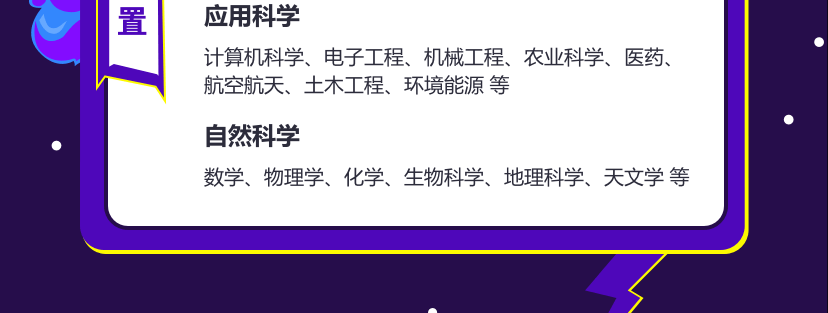 置
应用科学
计算机科学、电子工程、机械工程、农业科学、医药、
航空航天、土木工程、环境能源 等
自然科学
数学、物理学、化学、生物科学、地理科学、天文学 等